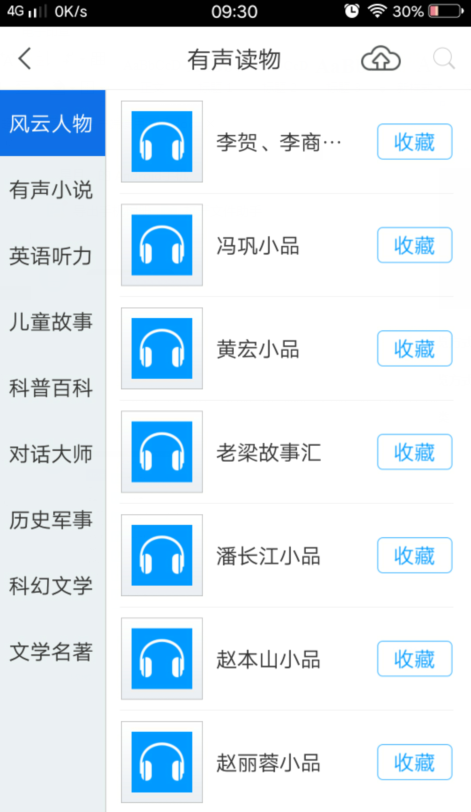 4G 0K/s 09:30 30%
有声读物
风云人物
有声小说
英语听力
儿童故事
科普百科
对话大师
历史军事
科幻文学
文学名著
李贺、李商… 收藏
冯巩小品 收藏
黄宏小品 收藏
老梁故事汇 收藏
潘长江小品 收藏
赵本山小品 收藏
赵丽蓉小品 收藏